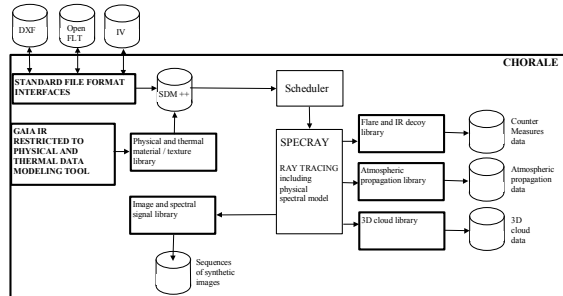 DXF
Open
FLT
IV
CHORALE
STANDARD FILE FORMAT
INTERFACES
SDM ++
Scheduler
GAIA IR
RESTRICTED TO
PHYSICAL AND
THERMAL DATA
MODELING TOOL
Physical and thermal
material / texture
library
SPECRAY
RAY TRACING
including
physical
spectral model
Flare and IR decoy
library
Counter
Measures
data
Atmospheric
propagation library
Atmospheric
propagation
data
Image and spectral
signal library
3D cloud library
3D
cloud
data
Sequences
of synthetic
images